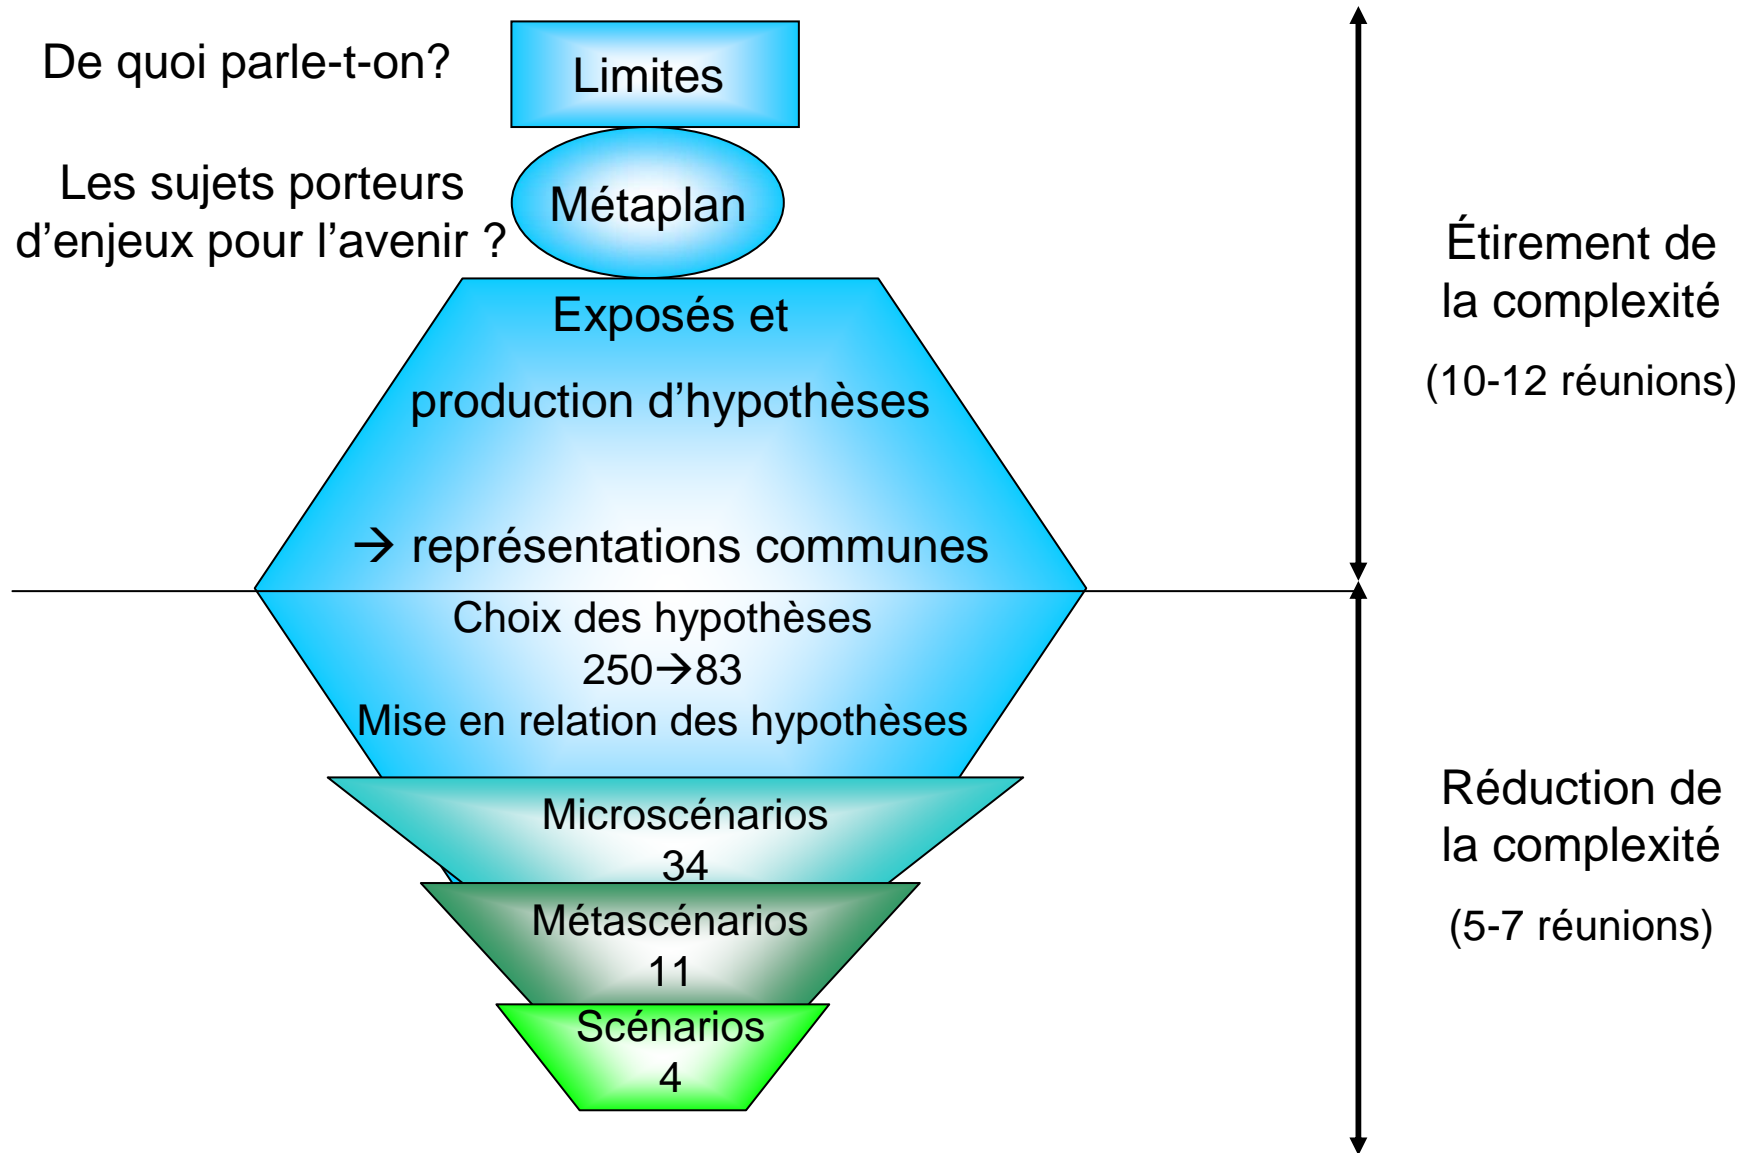 De quoi parle-t-on?
Limites
Les sujets porteurs
d’enjeux pour l’avenir ?
Métaplan
Exposés et
production d’hypothèses
→ représentations communes
Étirement de
la complexité
(10-12 réunions)
Choix des hypothèses
250→83
Mise en relation des hypothèses
Microscénarios
34
Métascénarios
11
Scénarios
4
Réduction de
la complexité
(5-7 réunions)